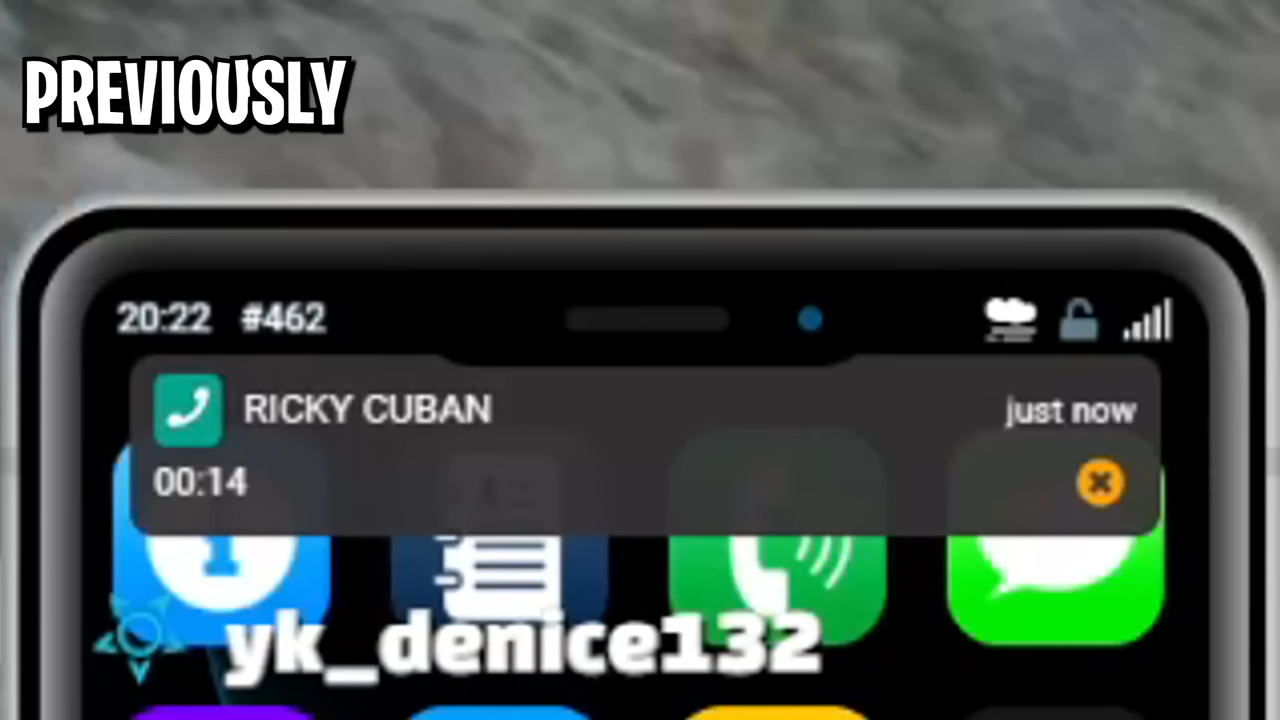 PREVIOUSLY
20:22 #462
RICKY CUBAN just now
00:14
yk_denice132